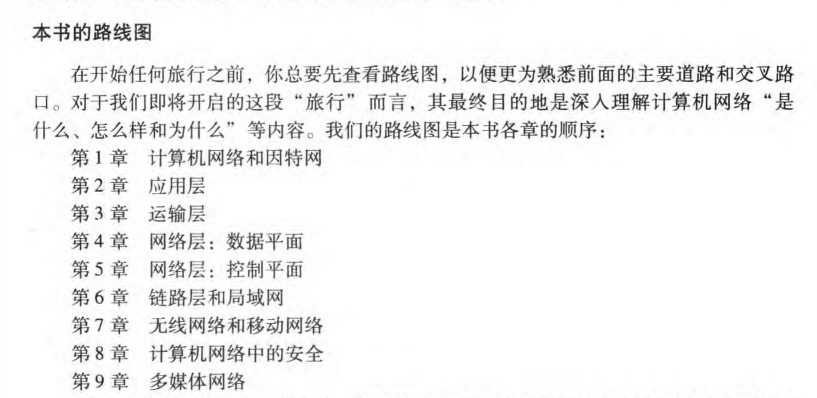 本书的路线图
在开始任何旅行之前，你总要先查看路线图，以便更为熟悉前面的主要道路和交叉路
口。对于我们即将开启的这段“旅行”而言，其最终目的地是深入理解计算机网络“是
什么、怎么样和为什么”等内容。我们的路线图是本书各章的顺序：
第1章 计算机网络和因特网
第2章 应用层
第3章 运输层
第4章 网络层：数据平面
第5章 网络层：控制平面
第6章 链路层和局域网
第7章 无线网络和移动网络
第8章 计算机网络中的安全
第9章 多媒体网络